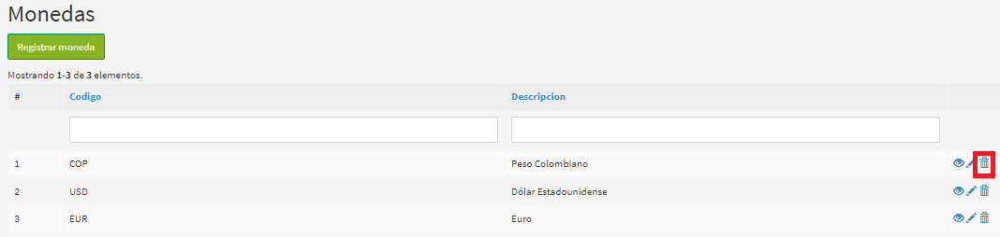 Monedas
Registrar moneda
Mostrando 1-3 de 3 elementos.
# Codigo Descripcion
1 COP Peso Colombiano
2 USD Dólar Estadounidense
3 EUR Euro